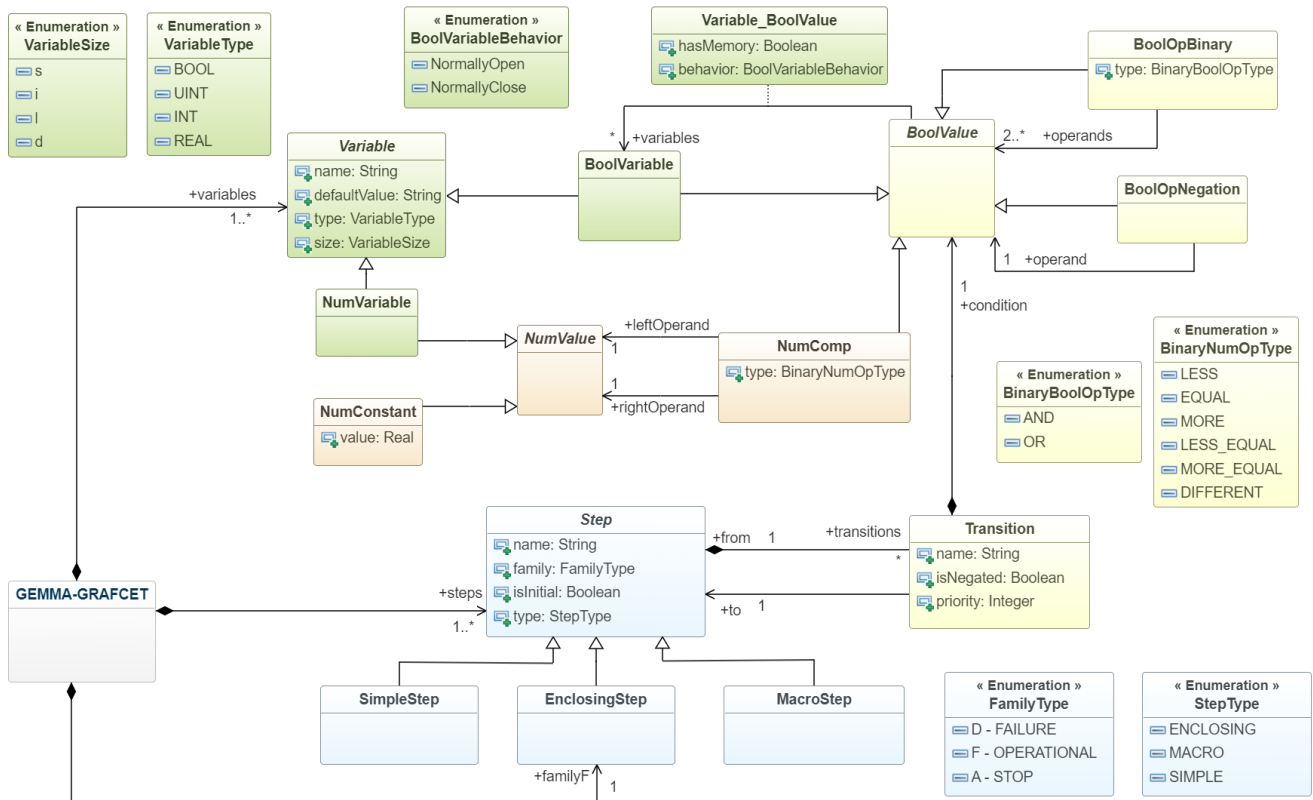 « Enumeration »
VariableSize
s
i
l
d
« Enumeration »
VariableType
BOOL
UINT
INT
REAL
« Enumeration »
BoolVariableBehavior
NormallyOpen
NormallyClose
Variable_BoolValue
hasMemory: Boolean
behavior: BoolVariableBehavior
BoolOpBinary
type: BinaryBoolOpType
Variable
name: String
defaultValue: String
type: VariableType
size: VariableSize
* +variables
BoolVariable
BoolValue
2..* +operands
BoolOpNegation
1 +operand
+variables
1..*
1
+condition
NumVariable
NumValue
+leftOperand
1
1
+rightOperand
NumComp
type: BinaryNumOpType
NumConstant
value: Real
« Enumeration »
BinaryBoolOpType
AND
OR
« Enumeration »
BinaryNumOpType
LESS
EQUAL
MORE
LESS_EQUAL
MORE_EQUAL
DIFFERENT
Step
name: String
family: FamilyType
isInitial: Boolean
type: StepType
+from 1
+transitions
*
+to 1
Transition
name: String
isNegated: Boolean
priority: Integer
GEMMA-GRAFCET
+steps
1..*
SimpleStep
EnclosingStep
MacroStep
+familyF 1
« Enumeration »
FamilyType
D - FAILURE
F - OPERATIONAL
A - STOP
« Enumeration »
StepType
ENCLOSING
MACRO
SIMPLE